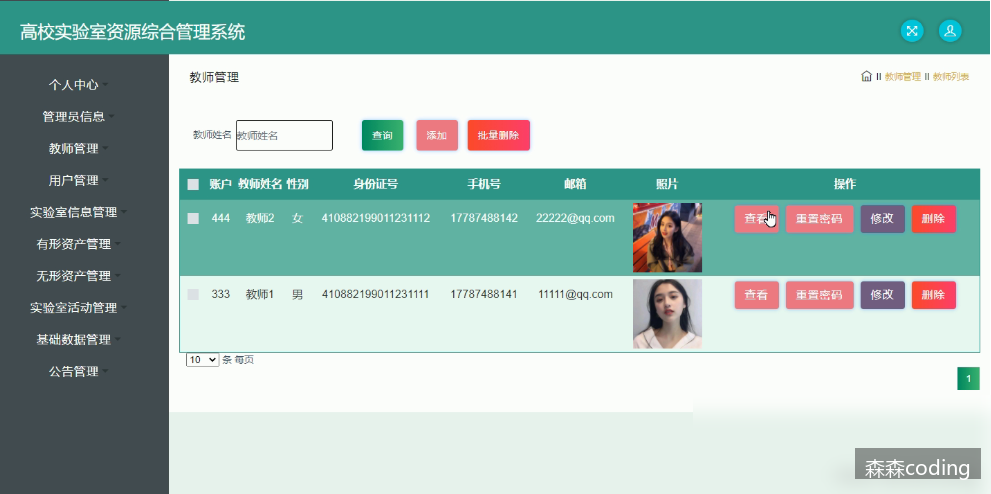 高校实验室资源综合管理系统
个人中心
管理员信息
教师管理
用户管理
实验室信息管理
有形资产管理
无形资产管理
实验室活动管理
基础数据管理
公告管理
教师管理
II 教师管理 II 教师列表
教师姓名 教师姓名 查询 添加 批量删除
账户 教师姓名 性别 身份证号 手机号 邮箱 照片 操作
444 教师2 女 410882199011231112 17787488142 22222@qq.com 查看 重置密码 修改 删除
333 教师1 男 410882199011231111 17787488141 11111@qq.com 查看 重置密码 修改 删除
10 条 每页
1
森森coding